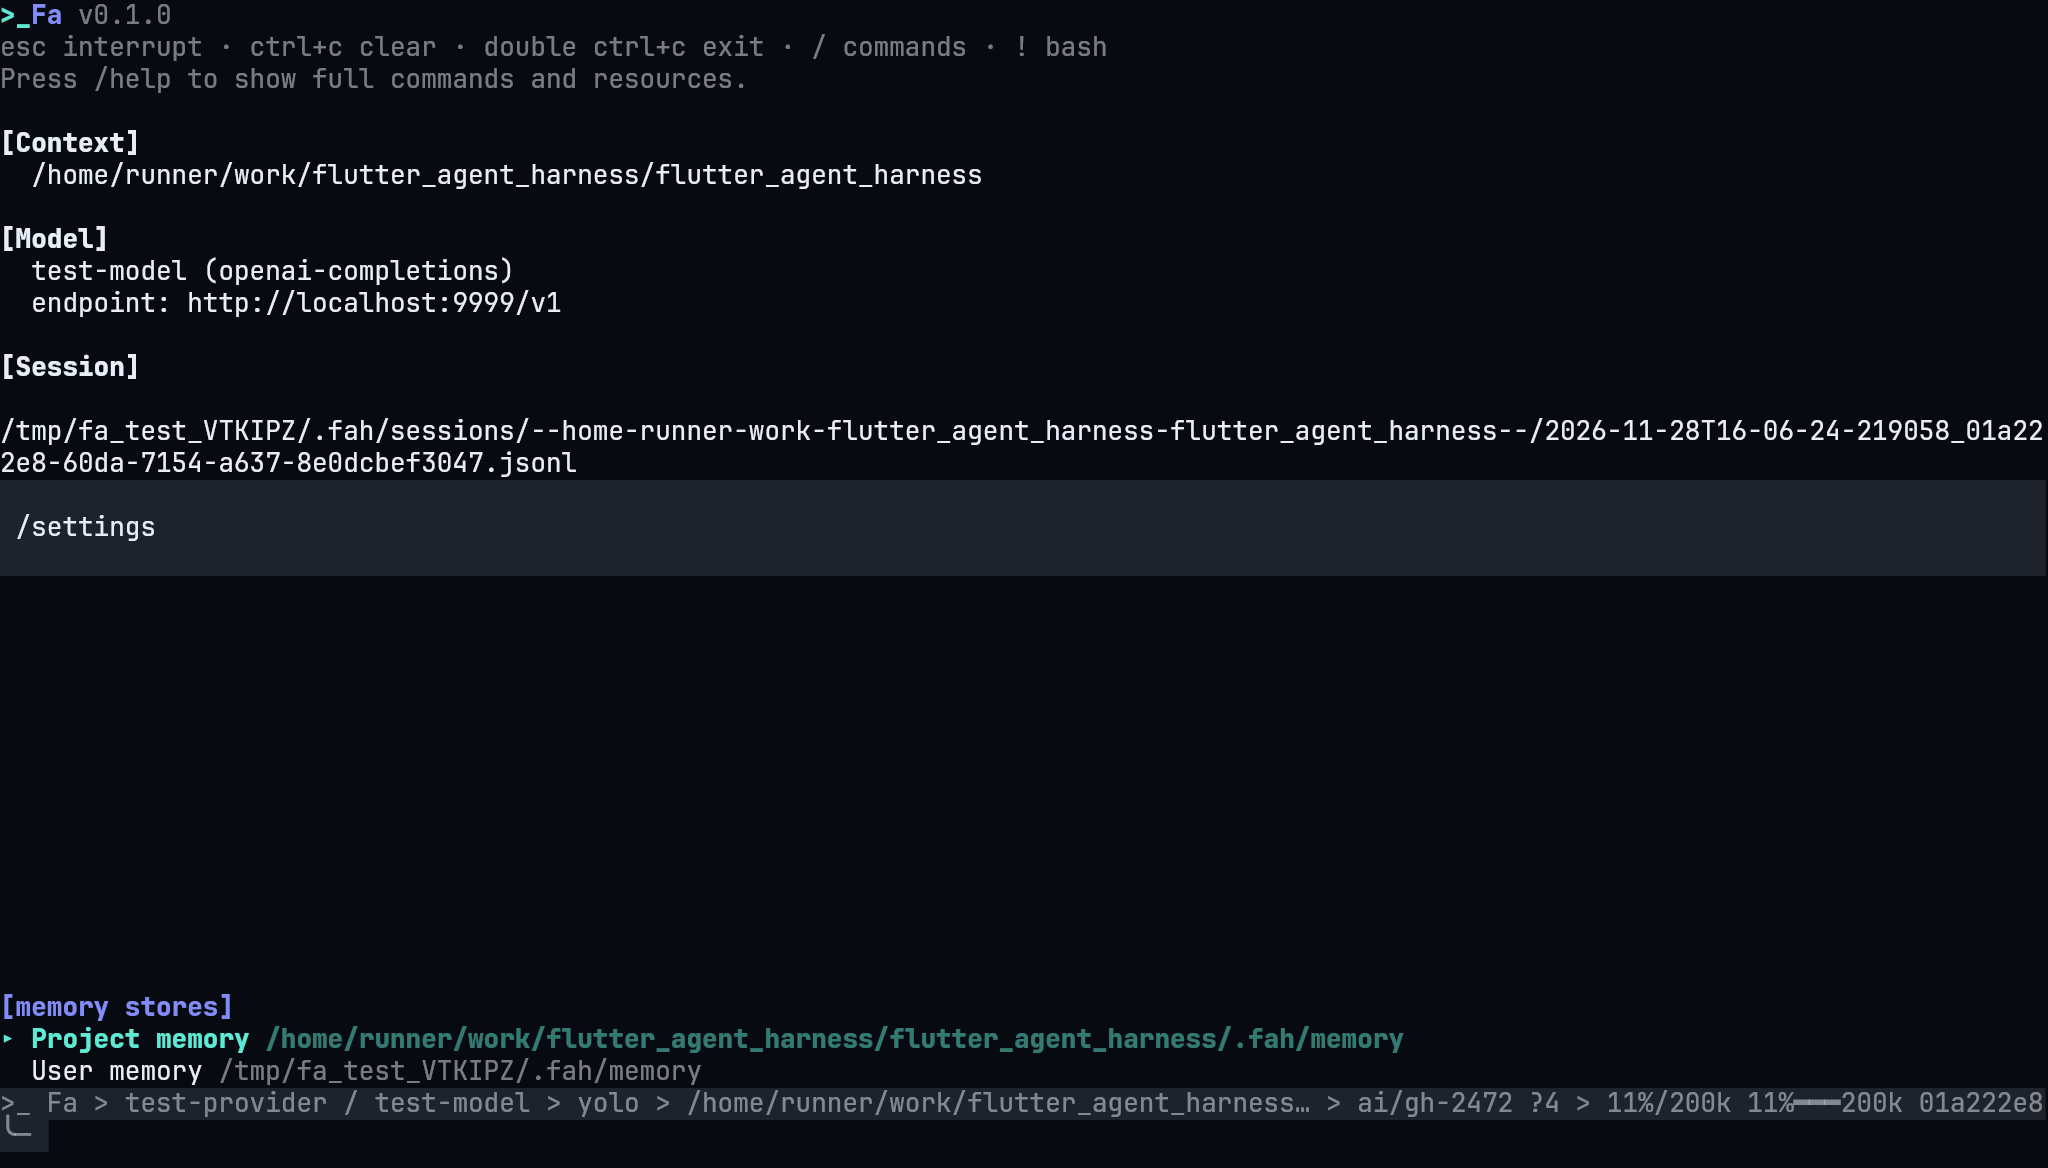 >_Fa v0.1.0
esc interrupt · ctrl+c clear · double ctrl+c exit · / commands · ! bash
Press /help to show full commands and resources.
[Context]
/home/runner/work/flutter_agent_harness/flutter_agent_harness
[Model]
test-model (openai-completions)
endpoint: http://localhost:9999/v1
[Session]
/tmp/fa_test_VTKIPZ/.fah/sessions/--home-runner-work-flutter_agent_harness-flutter_agent_harness--/2026-11-28T16-06-24-219058_01a22
2e8-60da-7154-a637-8e0dcbef3047.jsonl
/settings
[memory stores]
▸ Project memory /home/runner/work/flutter_agent_harness/flutter_agent_harness/.fah/memory
User memory /tmp/fa_test_VTKIPZ/.fah/memory
>_ Fa > test-provider / test-model > yolo > /home/runner/work/flutter_agent_harness… > ai/gh-2472 ?4 > 11%/200k 11%━━━200k 01a222e8
╰─